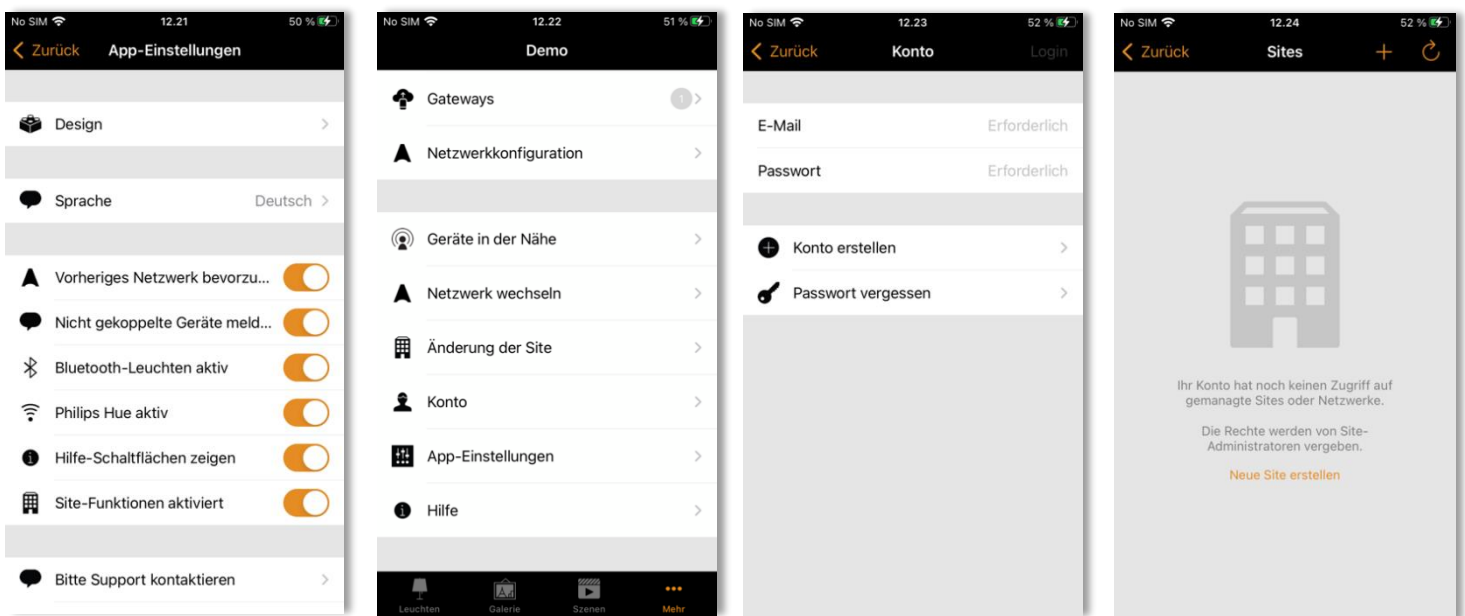 No SIM 12.21 50 %
Zurück App-Einstellungen
Design
Sprache Deutsch
Vorheriges Netzwerk bevorzu...
Nicht gekoppelte Geräte meld...
Bluetooth-Leuchten aktiv
Philips Hue aktiv
Hilfe-Schaltflächen zeigen
Site-Funktionen aktiviert
Bitte Support kontaktieren
No SIM 12.22 51 %
Demo
Gateways 1
Netzwerkkonfiguration
Geräte in der Nähe
Netzwerk wechseln
Änderung der Site
Konto
App-Einstellungen
Hilfe
Leuchten Galerie Szenen Mehr
No SIM 12.23 52 %
Zurück Konto Login
E-Mail Erforderlich
Passwort Erforderlich
Konto erstellen
Passwort vergessen
No SIM 12.24 52 %
Zurück Sites
Ihr Konto hat noch keinen Zugriff auf
gemanagte Sites oder Netzwerke.
Die Rechte werden von Site-
Administratoren vergeben.
Neue Site erstellen